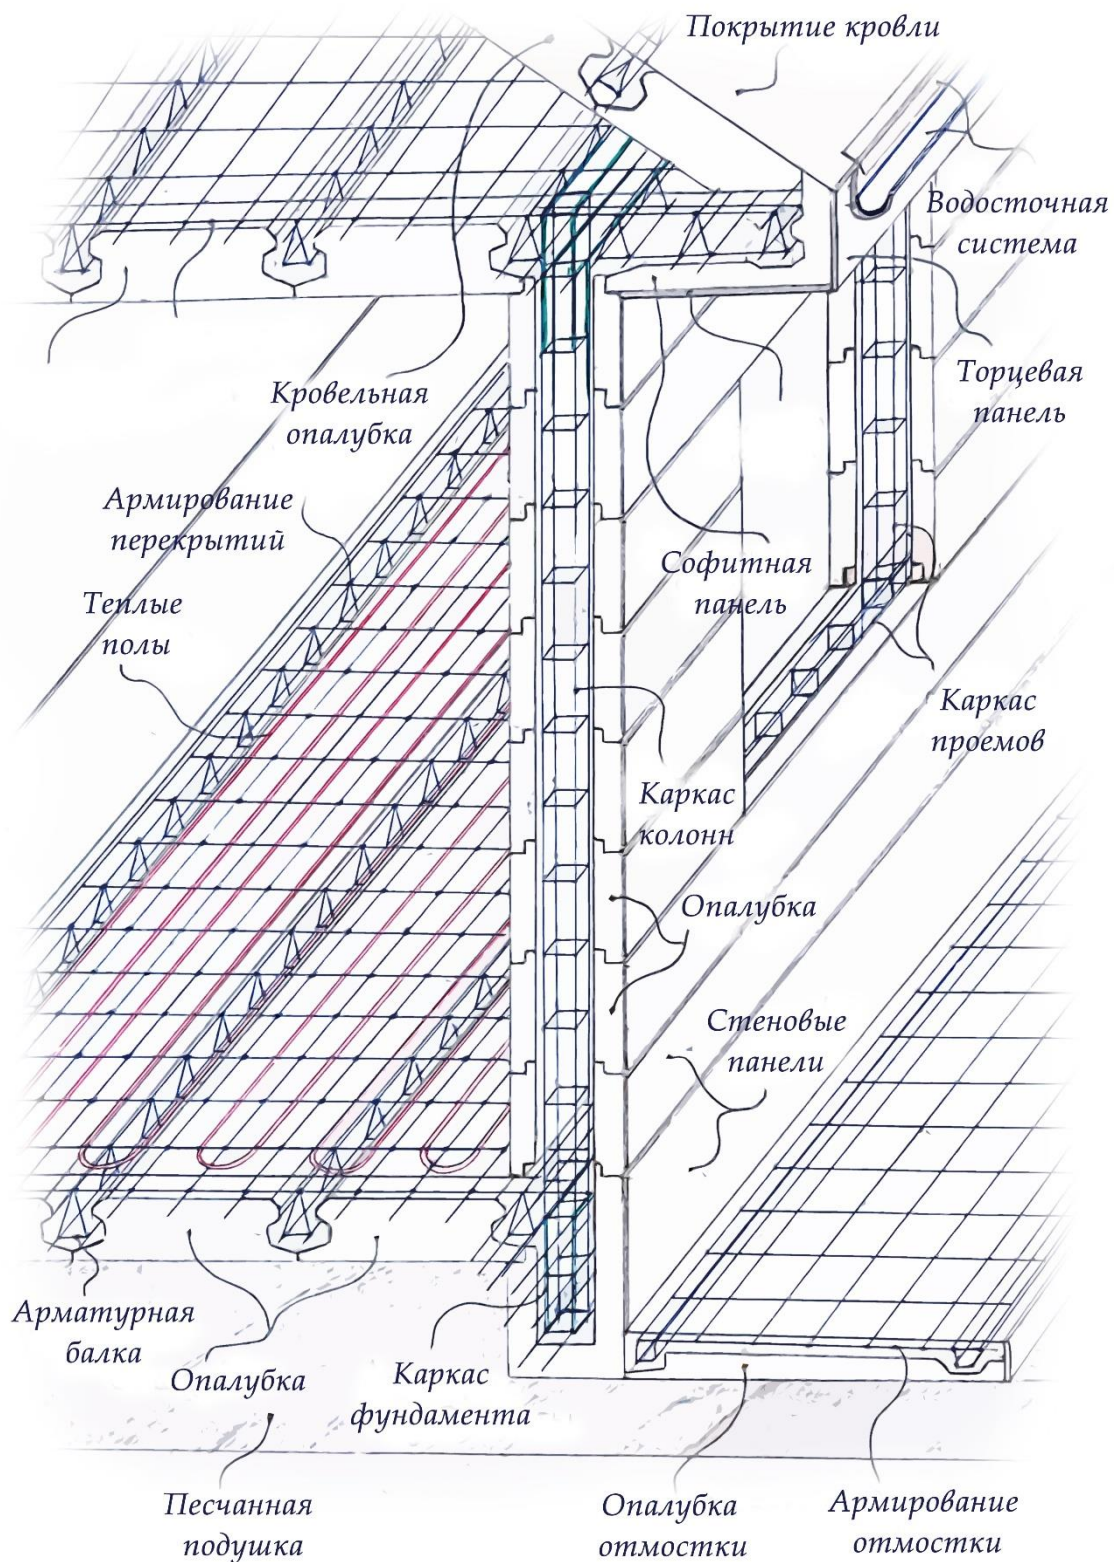 Покрытие кровли
Водосточная
система
Торцевая
панель
Кровельная
опалубка
Армирование
перекрытий
Софитная
панель
Теплые
полы
Каркас
проемов
Каркас
колонн
Опалубка
Стеновые
панели
Арматурная
балка
Опалубка
Каркас
фундамента
Песчанная
подушка
Опалубка
отмостки
Армирование
отмостки